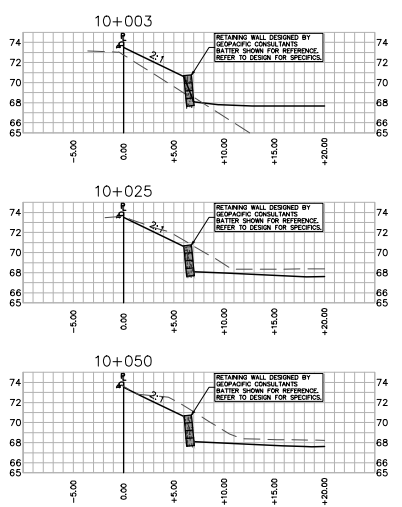 10+003
RETAINING WALL DESIGNED BY
GEOPACIFIC CONSULTANTS
BATTER SHOWN FOR REFERENCE.
REFER TO DESIGN FOR SPECIFICS.
2:1
74 74
72 72
70 70
68 68
66 66
65 65
-5.00 0.00 +5.00 +10.00 +15.00 +20.00
10+025
RETAINING WALL DESIGNED BY
GEOPACIFIC CONSULTANTS
BATTER SHOWN FOR REFERENCE.
REFER TO DESIGN FOR SPECIFICS.
2:1
74 74
72 72
70 70
68 68
66 66
65 65
-5.00 0.00 +5.00 +10.00 +15.00 +20.00
10+050
RETAINING WALL DESIGNED BY
GEOPACIFIC CONSULTANTS
BATTER SHOWN FOR REFERENCE.
REFER TO DESIGN FOR SPECIFICS.
2:1
74 74
72 72
70 70
68 68
66 66
65 65
-5.00 0.00 +5.00 +10.00 +15.00 +20.00